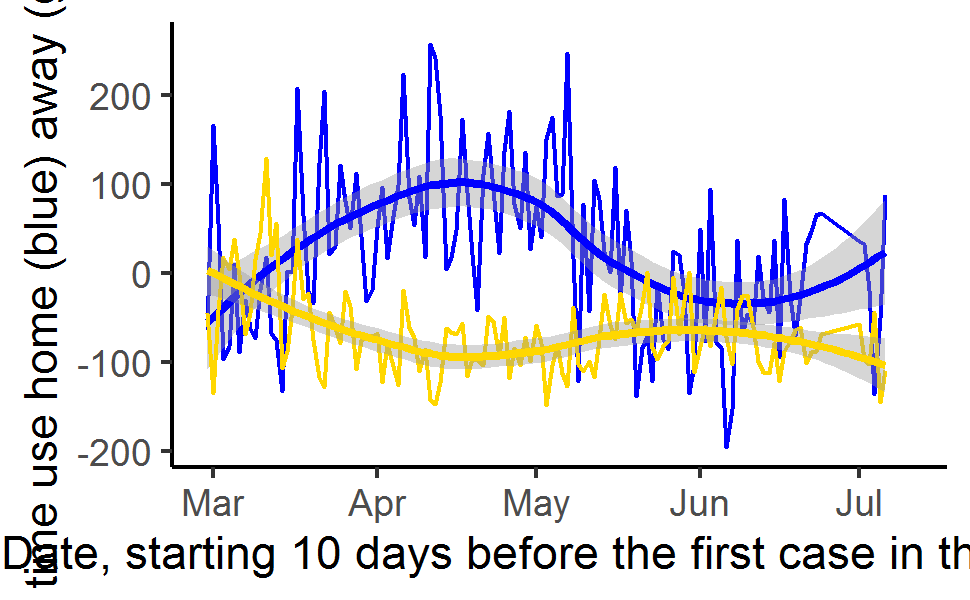 time use home (blue) away (
200
100
0
-100
-200
Mar Apr May Jun Jul
Date, starting 10 days before the first case in th